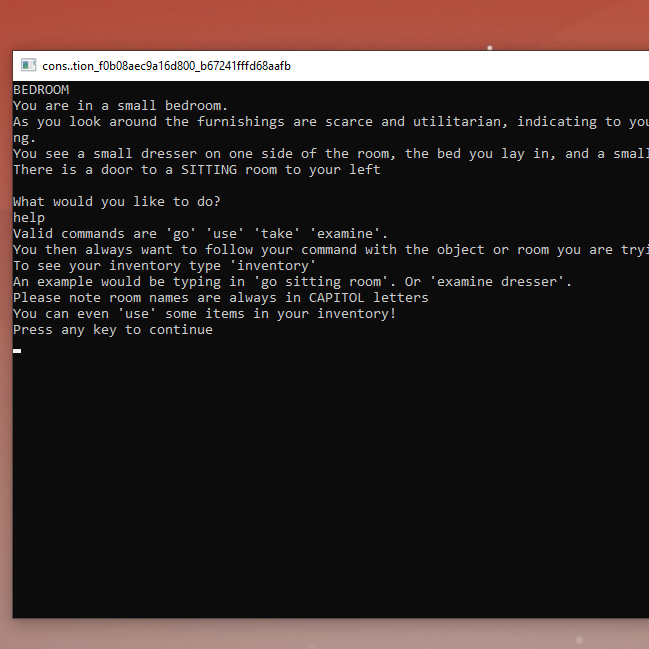 cons..tion_f0b08aec9a16d800_b67241fffd68aafb
BEDROOM
You are in a small bedroom.
As you look around the furnishings are scarce and utilitarian, indicating to you
ng.
You see a small dresser on one side of the room, the bed you lay in, and a small
There is a door to a SITTING room to your left
What would you like to do?
help
Valid commands are 'go' 'use' 'take' 'examine'.
You then always want to follow your command with the object or room you are tryi
To see your inventory type 'inventory'
An example would be typing in 'go sitting room'. Or 'examine dresser'.
Please note room names are always in CAPITOL letters
You can even 'use' some items in your inventory!
Press any key to continue